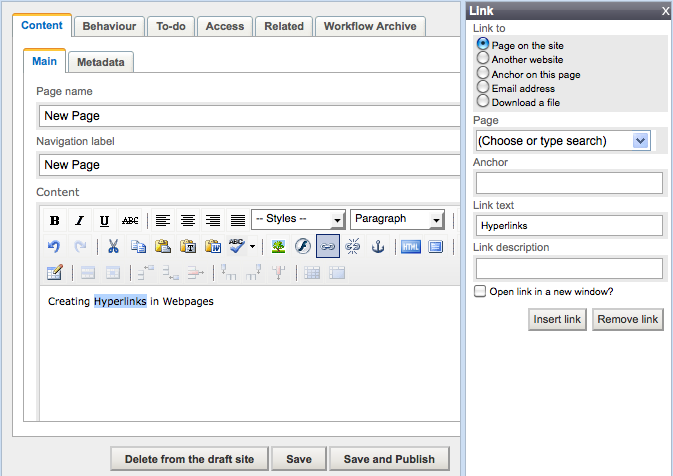 Content Behaviour To-do Access Related Workflow Archive
Main Metadata
Page name
New Page
Navigation label
New Page
Content
B I U ABC -- Styles -- Paragraph
T W ABC HTML
Creating Hyperlinks in Webpages
Delete from the draft site Save Save and Publish
Link X
Link to
Page on the site
Another website
Anchor on this page
Email address
Download a file
Page
(Choose or type search)
Anchor
Link text
Hyperlinks
Link description
Open link in a new window?
Insert link Remove link